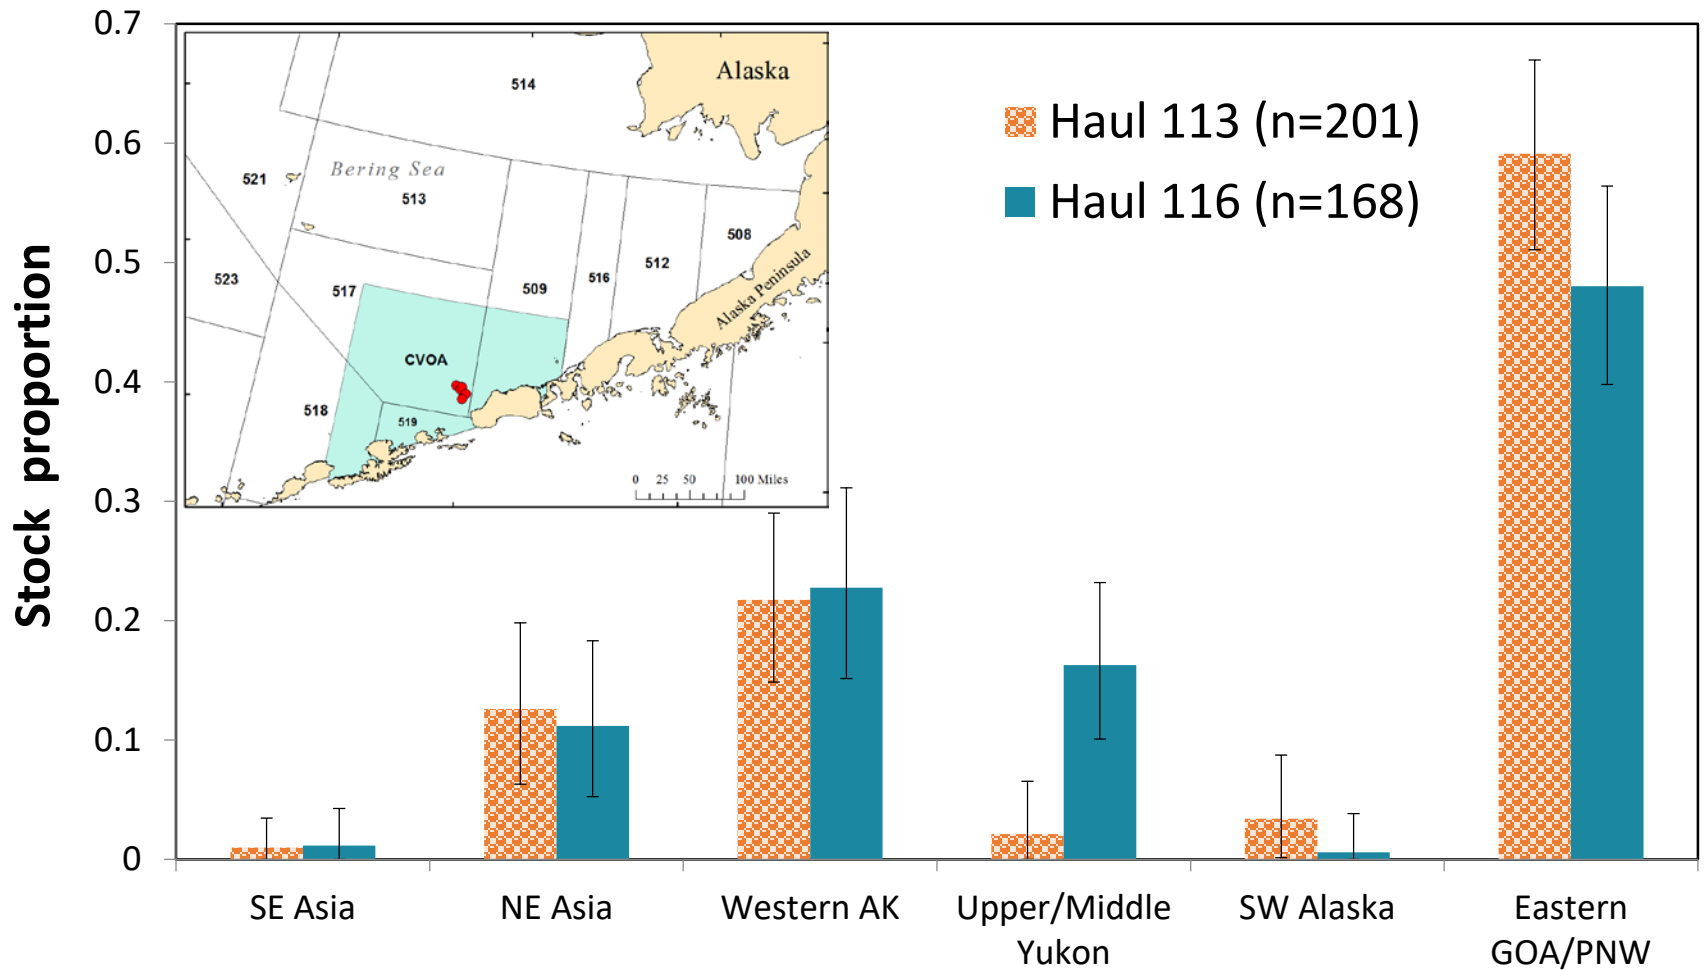 0.7
0.6
0.5
0.4
0.3
0.2
0.1
0
Stock proportion
Alaska
514
Bering Sea
521
513
508
523
517
509
516
512
Alaska Peninsula
CVOA
518
519
0 25 50 100 Miles
Haul 113 (n=201)
Haul 116 (n=168)
SE Asia
NE Asia
Western AK
Upper/Middle
Yukon
SW Alaska
Eastern
GOA/PNW